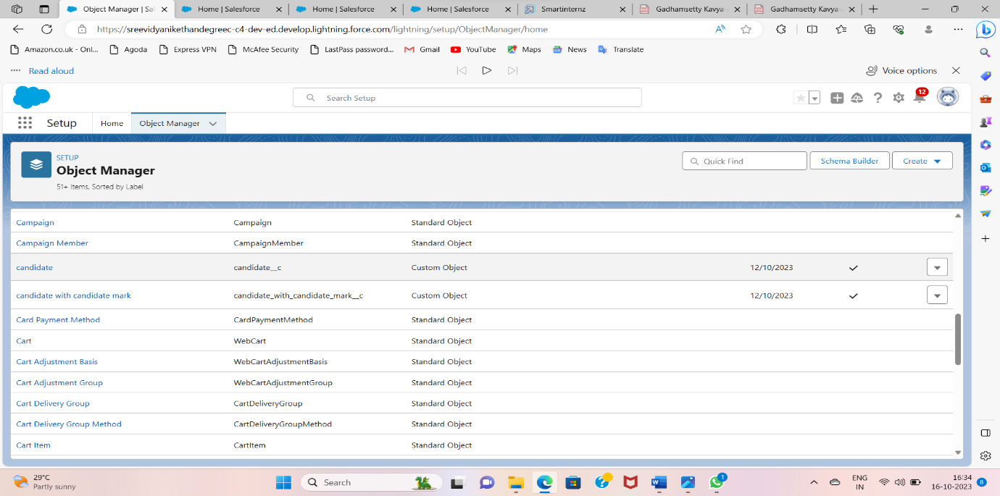 Object Manager | Sal
Home | Salesforce
Home | Salesforce
Home | Salesforce
Smartinternz
Gadhamsetty Kavya-
Gadhamsetty Kavya-
https://sreevidyanikethandegreec-c4-dev-ed.develop.lightning.force.com/lightning/setup/ObjectManager/home
Amazon.co.uk - Onl...
Agoda
Express VPN
McAfee Security
LastPass password...
Gmail
YouTube
Maps
News
Translate
Read aloud
Voice options
Search Setup
12
Setup
Home
Object Manager
SETUP
Object Manager
51+ Items, Sorted by Label
Quick Find
Schema Builder
Create
Campaign Campaign Standard Object
Campaign Member CampaignMember Standard Object
candidate candidate__c Custom Object 12/10/2023
candidate with candidate mark candidate_with_candidate_mark__c Custom Object 12/10/2023
Card Payment Method CardPaymentMethod Standard Object
Cart WebCart Standard Object
Cart Adjustment Basis WebCartAdjustmentBasis Standard Object
Cart Adjustment Group WebCartAdjustmentGroup Standard Object
Cart Delivery Group CartDeliveryGroup Standard Object
Cart Delivery Group Method CartDeliveryGroupMethod Standard Object
Cart Item CartItem Standard Object
29°C
Partly sunny
Search
1
ENG
IN
16:34
16-10-2023
8